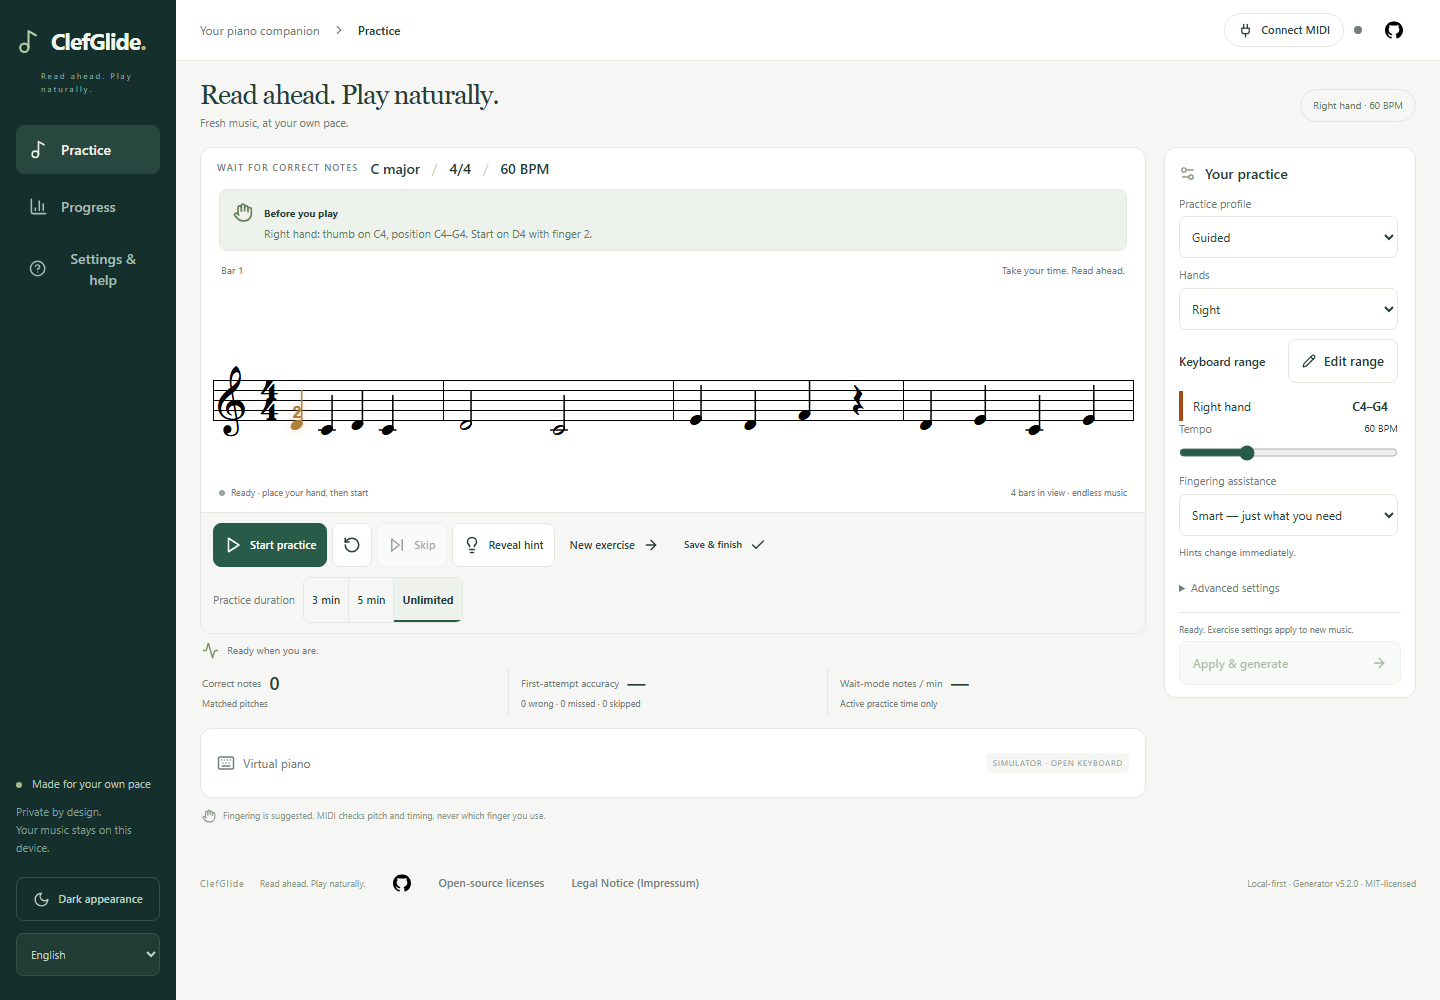 ClefGlide.
Read ahead. Play
naturally.
Practice
Progress
Settings &
help
Made for your own pace
Private by design.
Your music stays on this
device.
Dark appearance
English
Your piano companion
Practice
Connect MIDI
Read ahead. Play naturally.
Fresh music, at your own pace.
Right hand · 60 BPM
WAIT FOR CORRECT NOTES C major / 4/4 / 60 BPM
Before you play
Right hand: thumb on C4, position C4–G4. Start on D4 with finger 2.
Bar 1
Take your time. Read ahead.
4
4
2
Ready · place your hand, then start
4 bars in view · endless music
Start practice
Skip
Reveal hint
New exercise
Save & finish
Practice duration
3 min
5 min
Unlimited
Ready when you are.
Correct notes 0
Matched pitches
First-attempt accuracy —
0 wrong · 0 missed · 0 skipped
Wait-mode notes / min —
Active practice time only
Virtual piano
SIMULATOR · OPEN KEYBOARD
Fingering is suggested. MIDI checks pitch and timing, never which finger you use.
Your practice
Practice profile
Guided
Hands
Right
Keyboard range
Edit range
Right hand
C4–G4
Tempo
60 BPM
Fingering assistance
Smart — just what you need
Hints change immediately.
Advanced settings
Ready. Exercise settings apply to new music.
Apply & generate
ClefGlide
Read ahead. Play naturally.
Open-source licenses
Legal Notice (Impressum)
Local-first · Generator v5.2.0 · MIT-licensed